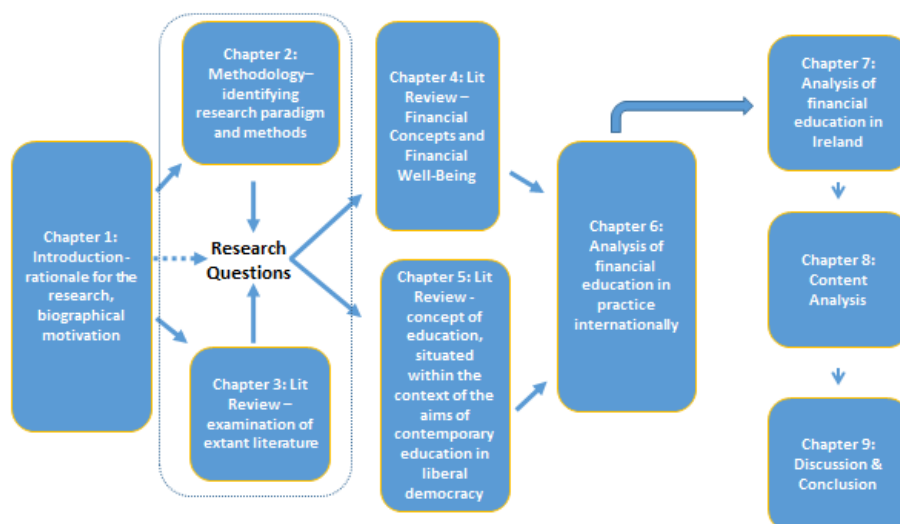 Chapter 1:
Introduction-
rationale for the
research,
biographical
motivation
Chapter 2:
Methodology–
identifying
research paradigm
and methods
Research
Questions
Chapter 3: Lit
Review –
examination of
extant literature
Chapter 4: Lit
Review –
Financial
Concepts and
Financial
Well-Being
Chapter 5: Lit
Review -
concept of
education,
situated
within the
context of the
aims of
contemporary
education in
liberal
democracy
Chapter 6:
Analysis of
financial
education in
practice
internationally
Chapter 7:
Analysis of
financial
education in
Ireland
Chapter 8:
Content
Analysis
Chapter 9:
Discussion &
Conclusion